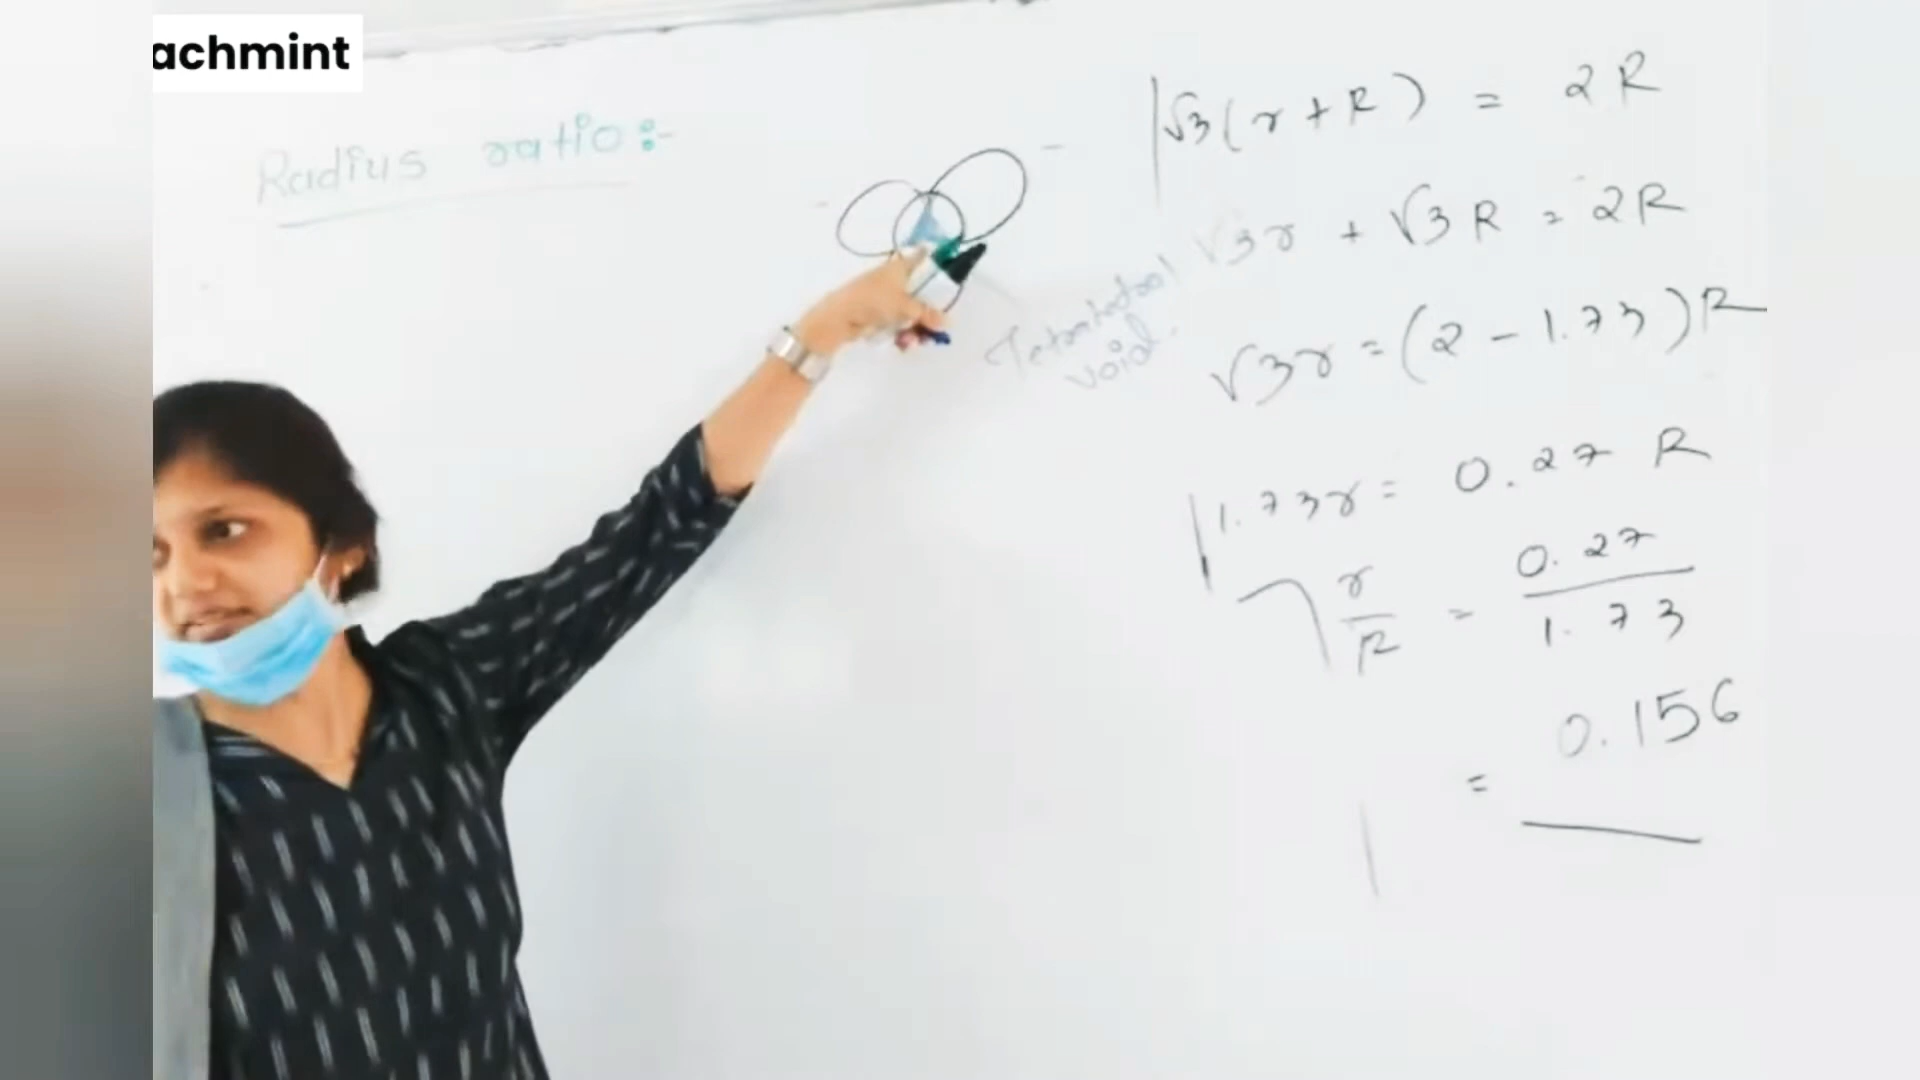 achmint
Radius ratio:-
Tetrahedral
void.
√3(r+R) = 2R
√3r + √3R = 2R
√3r = (2 - 1.73)R
1.73r = 0.27 R
r/R = 0.27/1.73
= 0.156